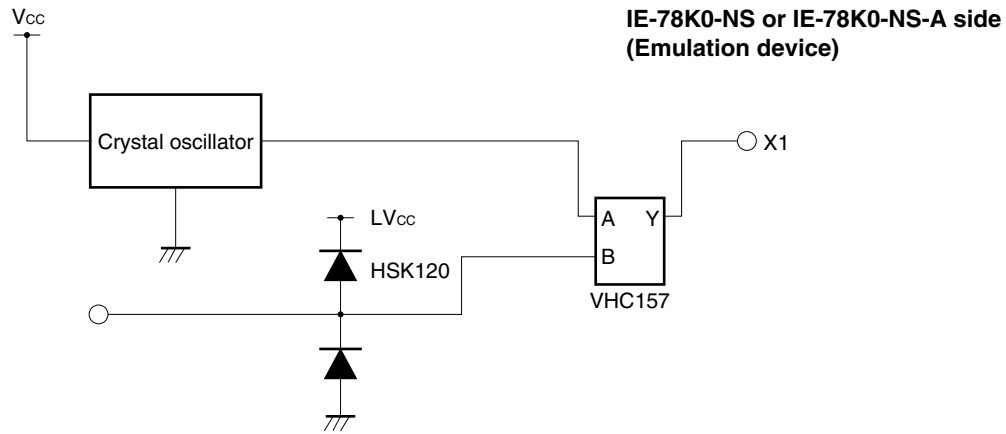 IE-78K0-NS or IE-78K0-NS-A side
(Emulation device)
VCC
Crystal oscillator
X1
LVCC
A Y
HSK120
B
VHC157